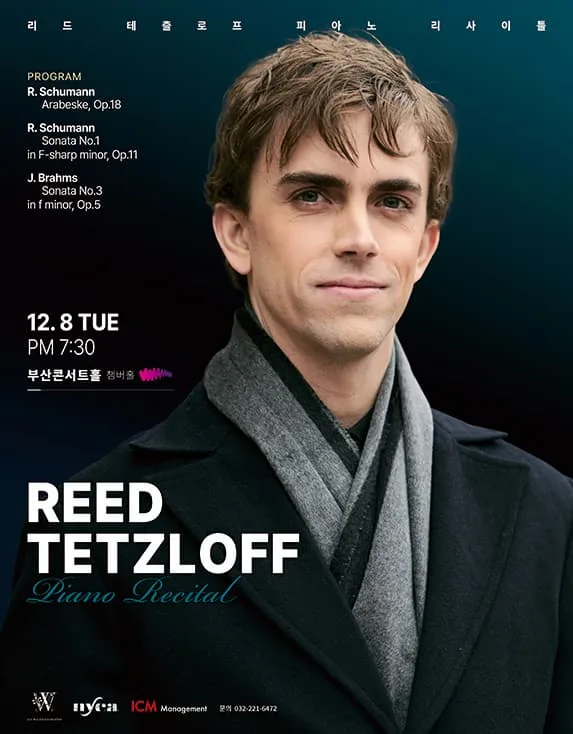 리드 테츨로프 피아노 리사이틀
PROGRAM
R. Schumann
Arabeske, Op.18
R. Schumann
Sonata No.1
in F-sharp minor, Op.11
J. Brahms
Sonata No.3
in f minor, Op.5
12. 8 TUE
PM 7:30
부산콘서트홀 챔버홀
REED
TETZLOFF
Piano Recital
W nyca ICM Management 문의 032-221-6472